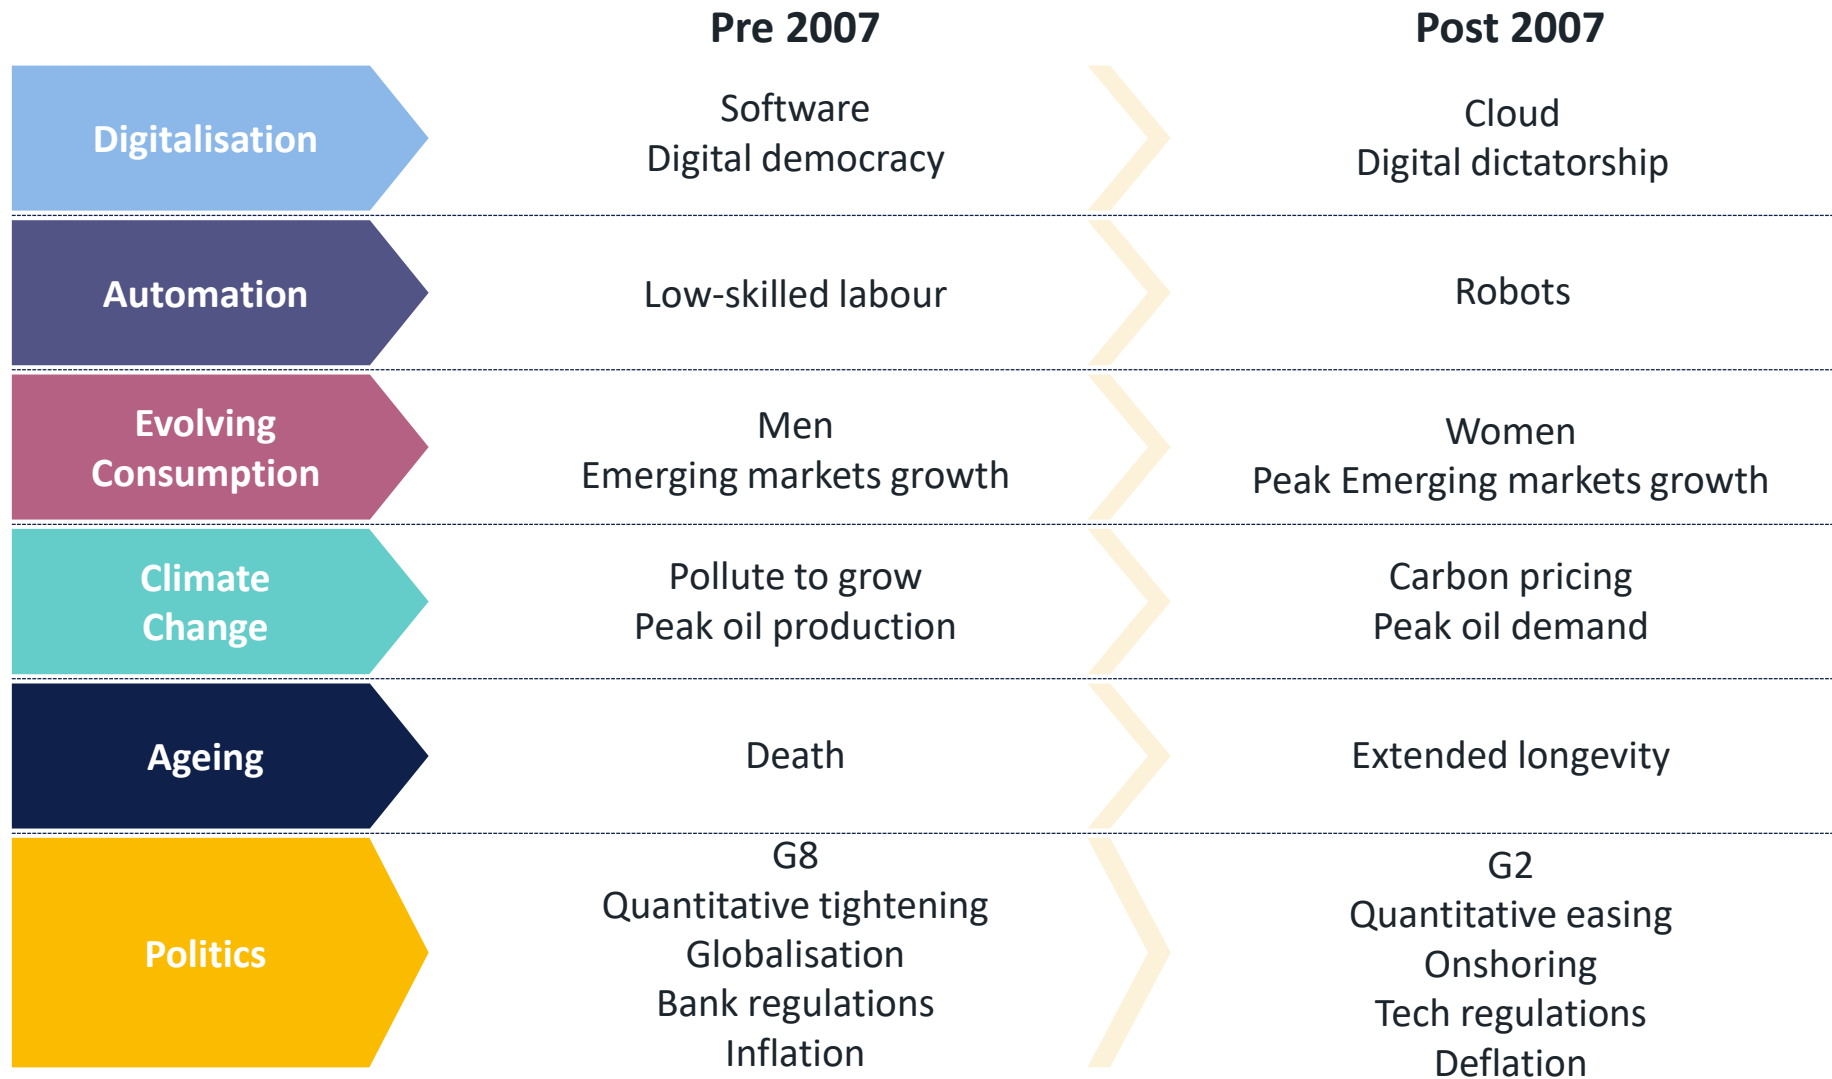 Pre 2007
Post 2007
Digitalisation
Software
Digital democracy
Cloud
Digital dictatorship
Automation
Low-skilled labour
Robots
Evolving
Consumption
Men
Emerging markets growth
Women
Peak Emerging markets growth
Climate
Change
Pollute to grow
Peak oil production
Carbon pricing
Peak oil demand
Ageing
Death
Extended longevity
Politics
G8
Quantitative tightening
Globalisation
Bank regulations
Inflation
G2
Quantitative easing
Onshoring
Tech regulations
Deflation